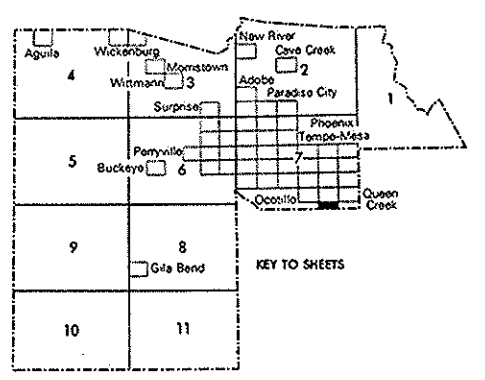 New River
Aguila
Wickenburg
Cave Creek
4
Morristown
2
Wittmann
3
Adobe
1
Surprise
Paradise City
Phoenix
Tempe-Mesa
5
Perryville
7
Buckeye
6
Ocotillo
Queen
Creek
9
8
KEY TO SHEETS
Gila Bend
10
11